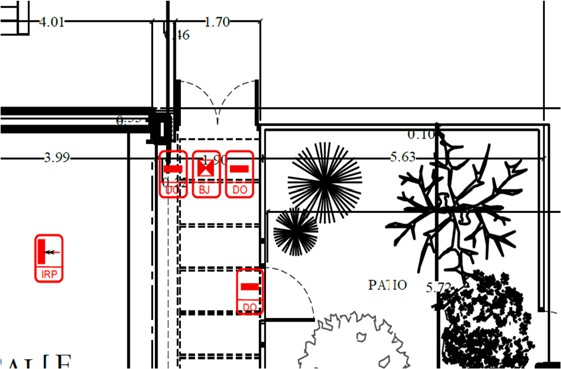 4.01
1.70
.46
3.99
1.90
5.63
0.10
DO
BJ
DO
IRP
PATIO
5.72
DO
CALLE